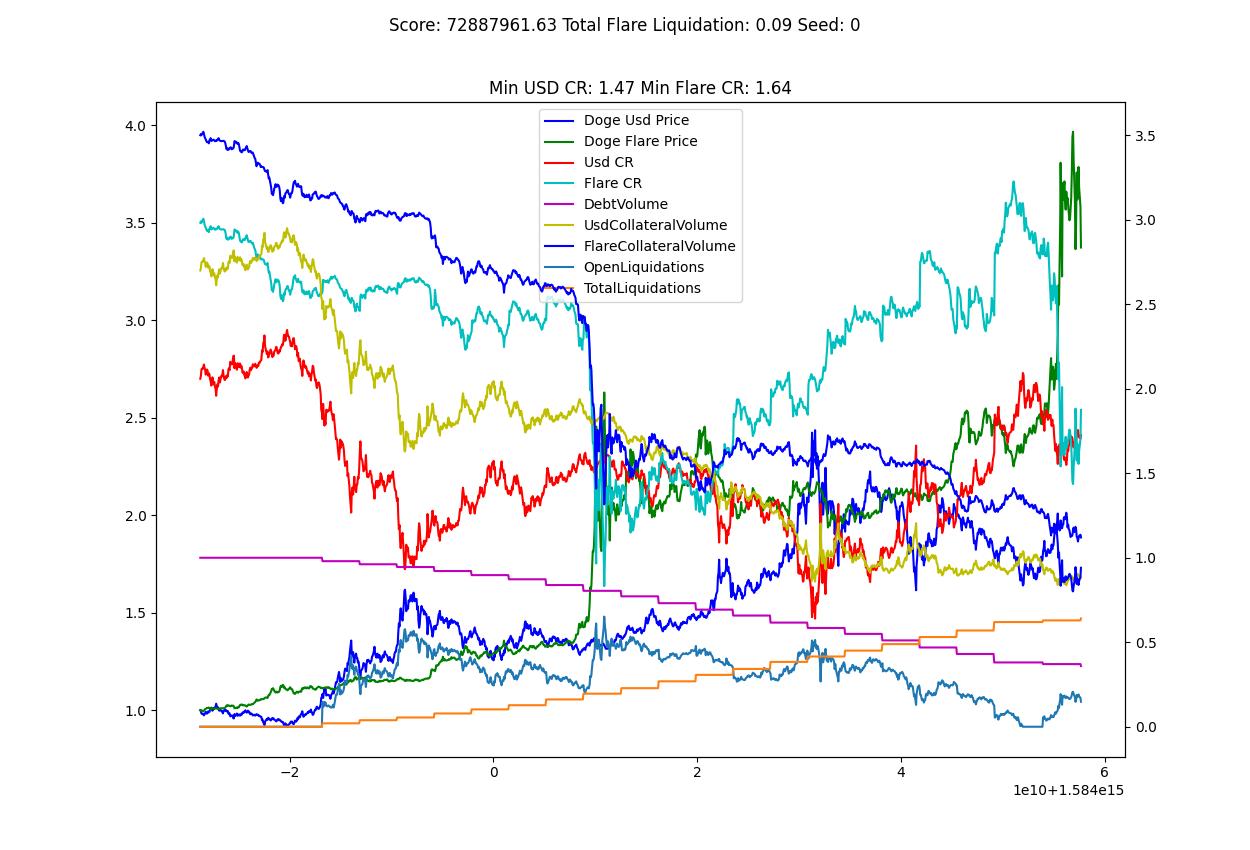 Score: 72887961.63 Total Flare Liquidation: 0.09 Seed: 0
Min USD CR: 1.47 Min Flare CR: 1.64
Doge Usd Price
Doge Flare Price
Usd CR
Flare CR
DebtVolume
UsdCollateralVolume
FlareCollateralVolume
OpenLiquidations
TotalLiquidations
4.0
3.5
3.0
2.5
2.0
1.5
1.0
3.5
3.0
2.5
2.0
1.5
1.0
0.5
0.0
−2
0
2
4
6
1e10+1.584e15